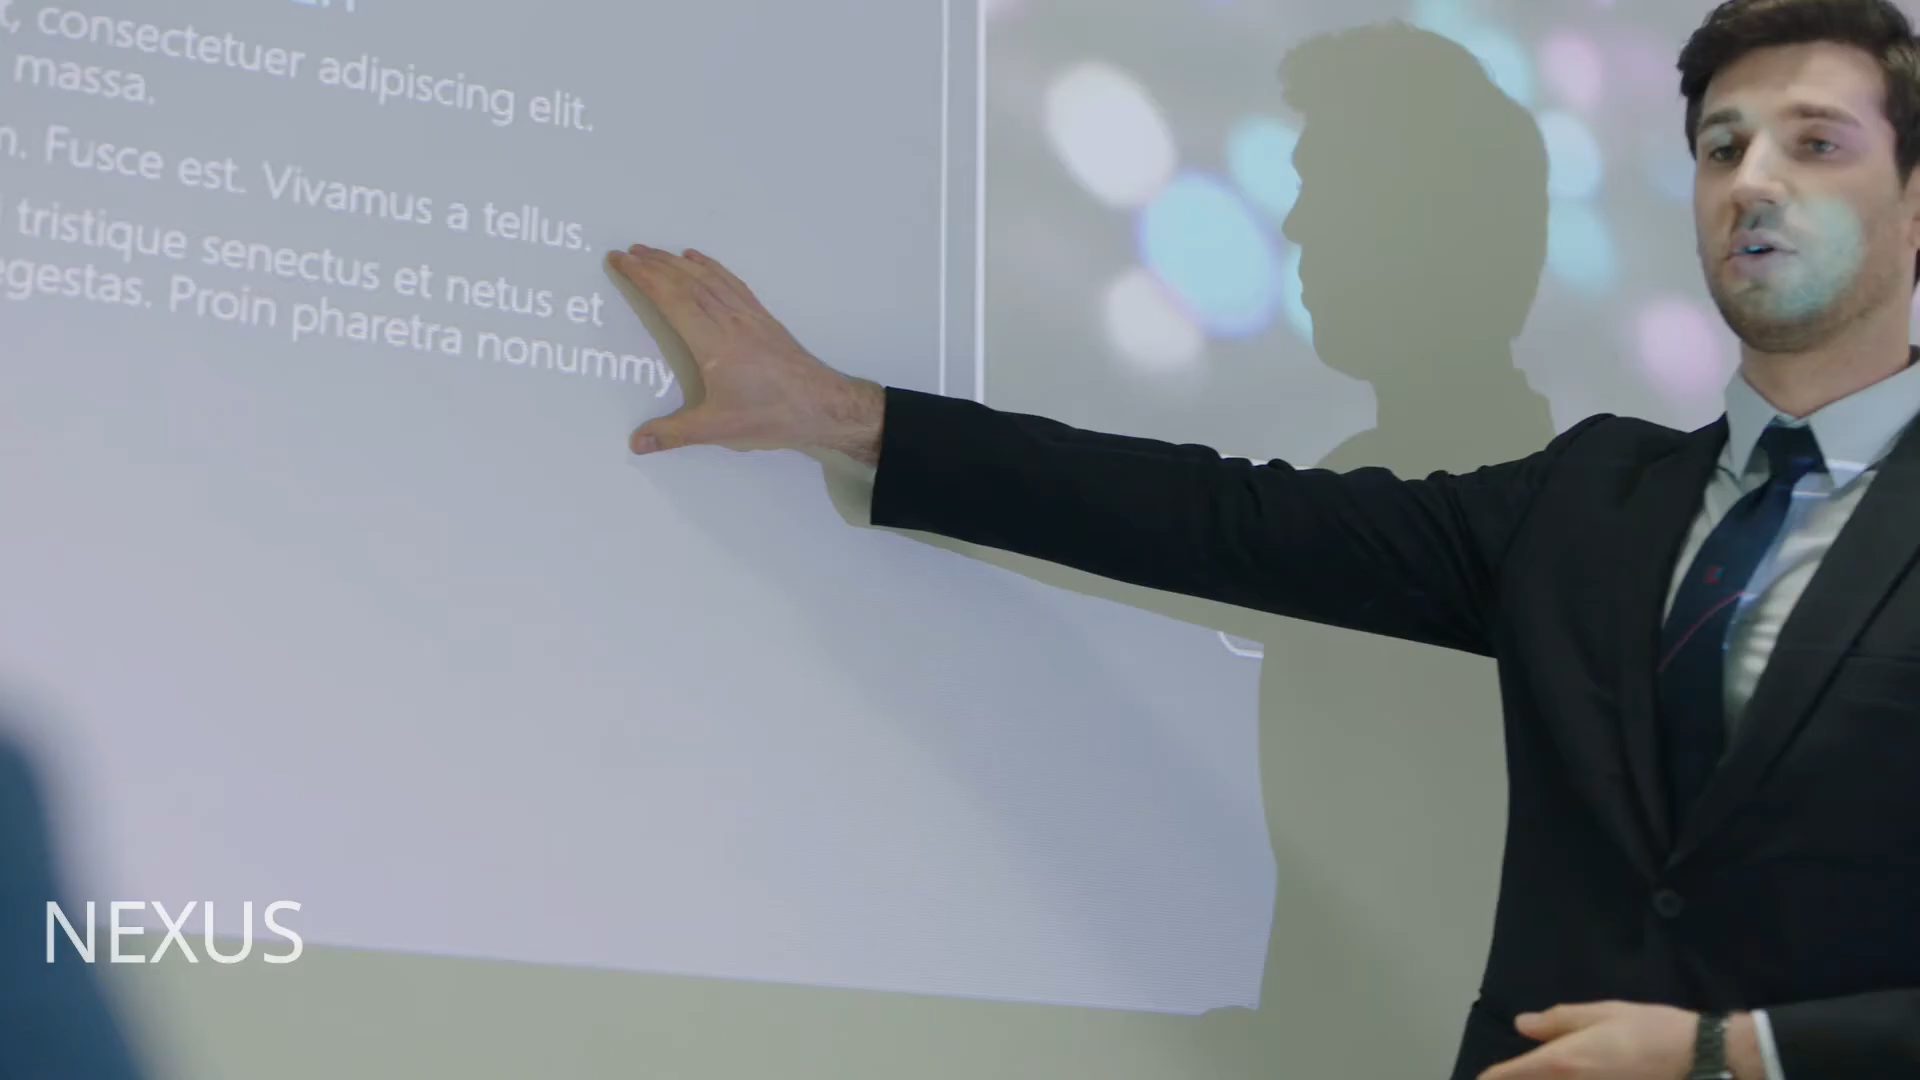 , consectetuer adipiscing elit.
massa.
. Fusce est. Vivamus a tellus.
tristique senectus et netus et
egestas. Proin pharetra nonummy
NEXUS